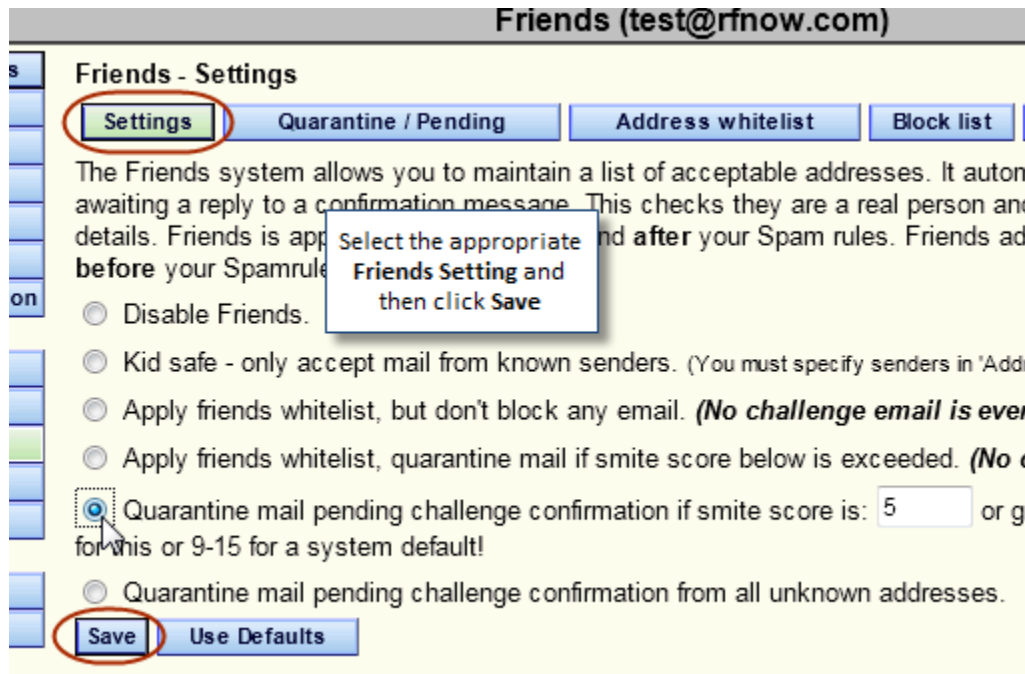 Friends (test@rfnow.com)
s
Friends - Settings
Settings Quarantine / Pending Address whitelist Block list
The Friends system allows you to maintain a list of acceptable addresses. It autom
awaiting a reply to a confirmation message. This checks they are a real person and
details. Friends is app nd after your Spam rules. Friends ad
before your Spamrule
Select the appropriate
Friends Setting and
then click Save
on
Disable Friends.
Kid safe - only accept mail from known senders. (You must specify senders in 'Addr
Apply friends whitelist, but don't block any email. (No challenge email is ever
Apply friends whitelist, quarantine mail if smite score below is exceeded. (No c
Quarantine mail pending challenge confirmation if smite score is: 5 or g
for this or 9-15 for a system default!
Quarantine mail pending challenge confirmation from all unknown addresses.
Save Use Defaults